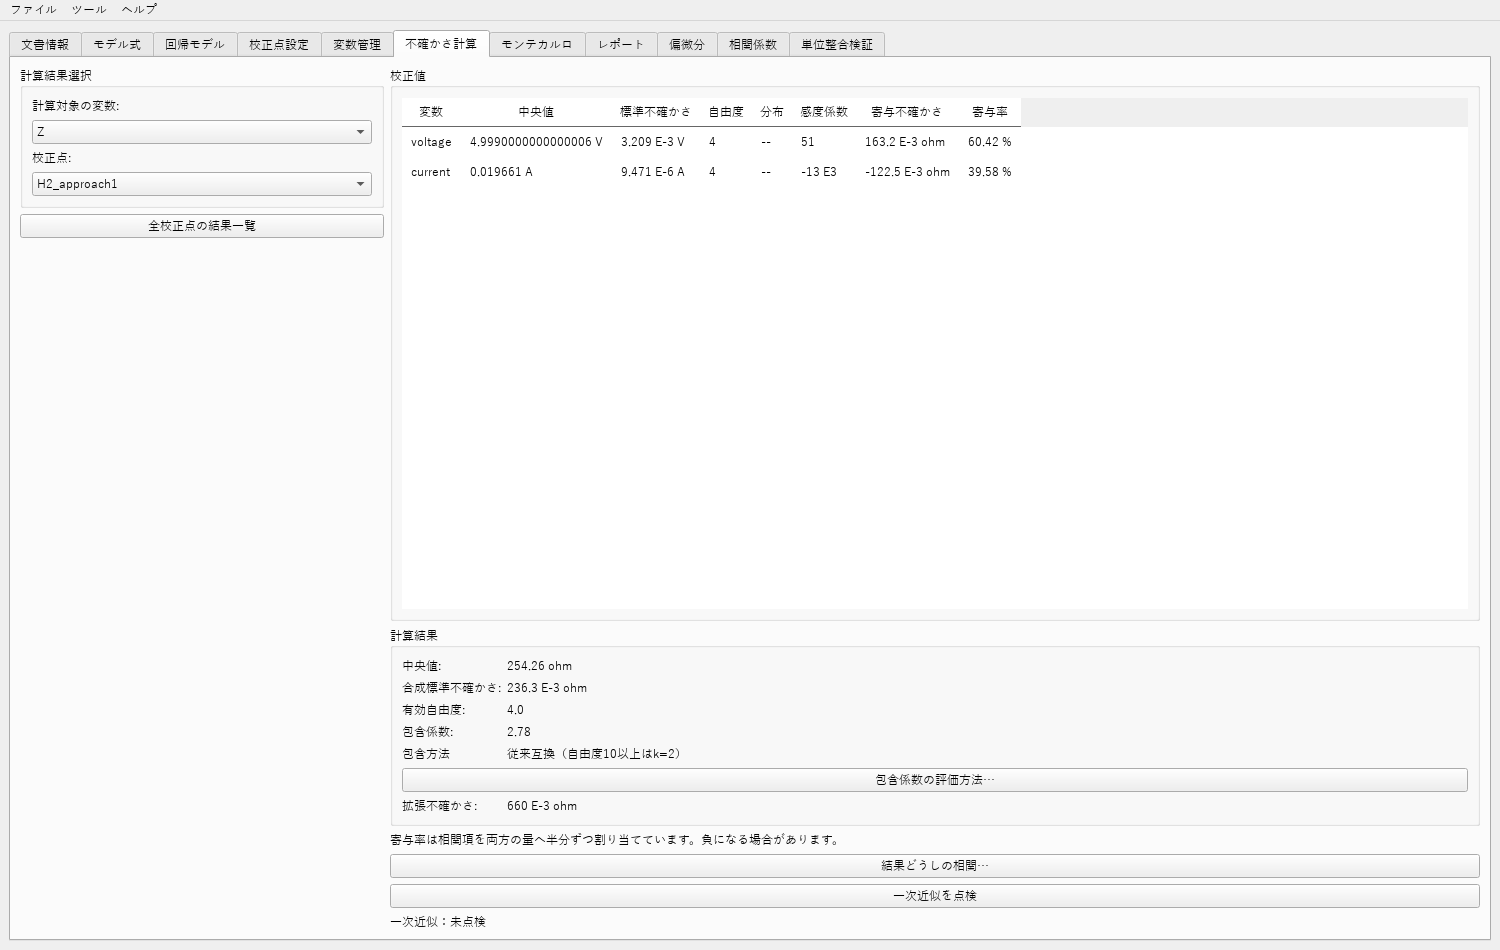 ファイル ツール ヘルプ
文書情報 モデル式 回帰モデル 校正点設定 変数管理 不確かさ計算 モンテカルロ レポート 偏微分 相関係数 単位整合検証
計算結果選択
計算対象の変数:
Z
校正点:
H2_approach1
全校正点の結果一覧
校正値
変数 中央値 標準不確かさ 自由度 分布 感度係数 寄与不確かさ 寄与率
voltage 4.9990000000000006 V 3.209 E-3 V 4 -- 51 163.2 E-3 ohm 60.42 %
current 0.019661 A 9.471 E-6 A 4 -- -13 E3 -122.5 E-3 ohm 39.58 %
計算結果
中央値: 254.26 ohm
合成標準不確かさ: 236.3 E-3 ohm
有効自由度: 4.0
包含係数: 2.78
包含方法 従来互換（自由度10以上はk=2）
包含係数の評価方法…
拡張不確かさ: 660 E-3 ohm
寄与率は相関項を両方の量へ半分ずつ割り当てています。負になる場合があります。
結果どうしの相関…
一次近似を点検
一次近似：未点検